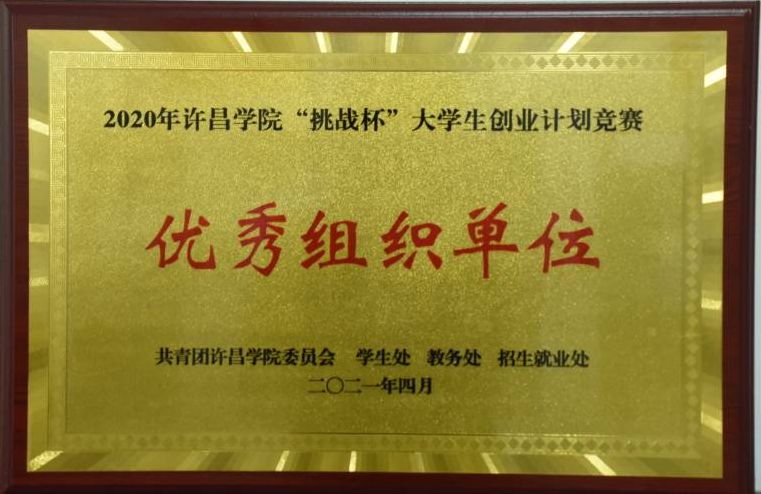 2020年许昌学院“挑战杯”大学生创业计划竞赛
优秀组织单位
共青团许昌学院委员会 学生处 教务处 招生就业处
二〇二一年四月